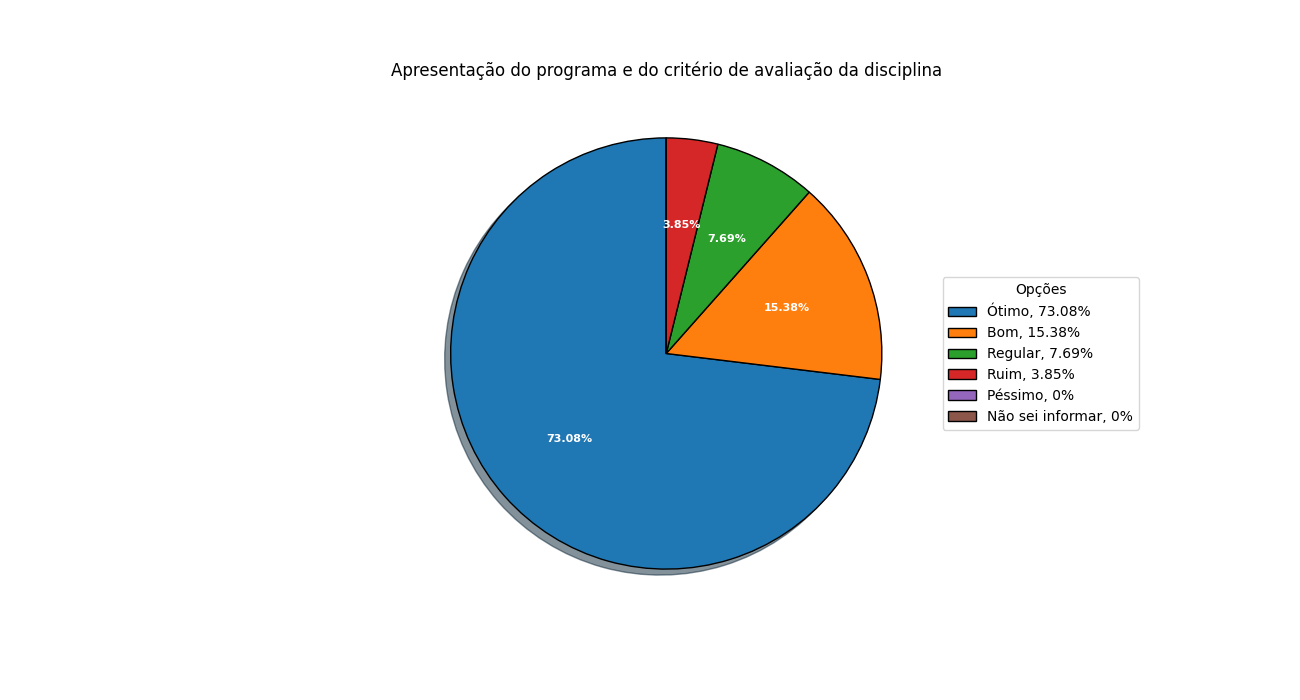 Apresentação do programa e do critério de avaliação da disciplina
3.85%
7.69%
15.38%
73.08%
Opções
Ótimo, 73.08%
Bom, 15.38%
Regular, 7.69%
Ruim, 3.85%
Péssimo, 0%
Não sei informar, 0%